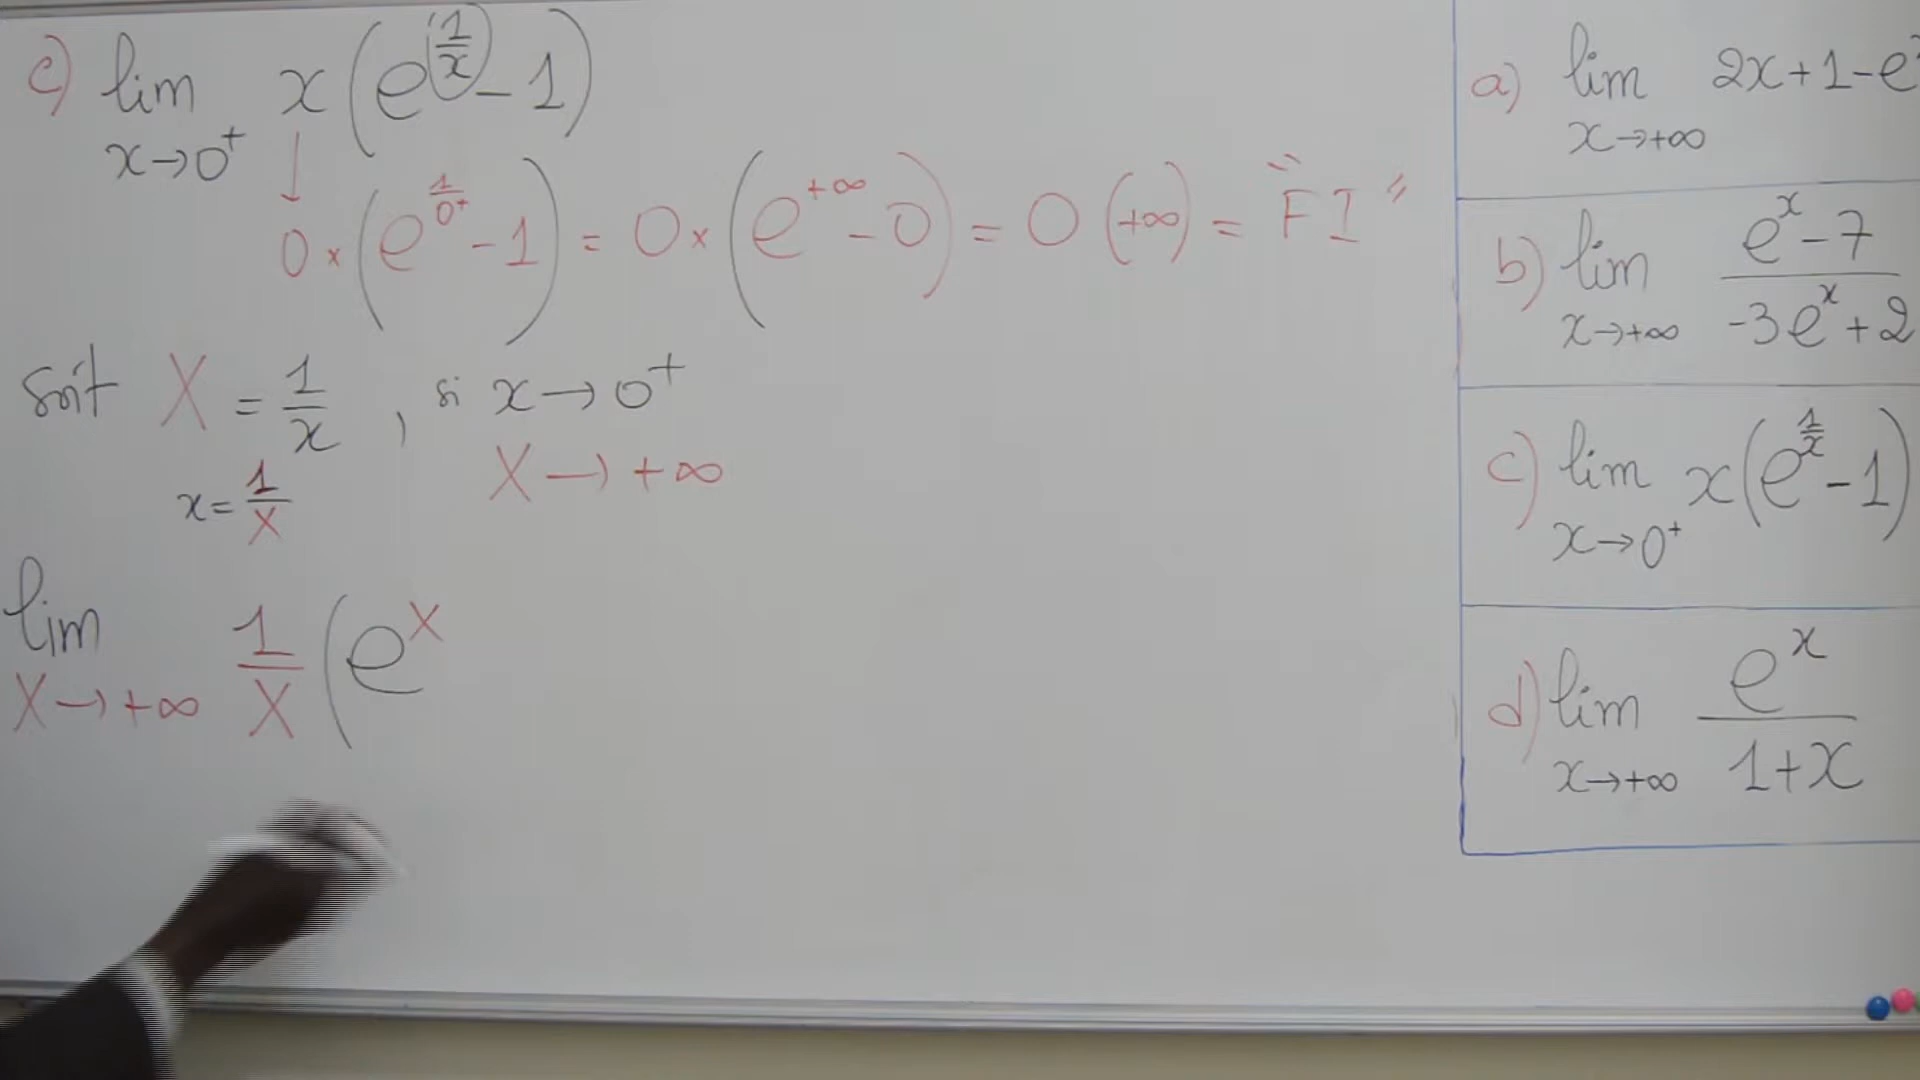 c) lim x(e^(1/x) - 1)
x→0⁺
0 × (e^(1/0⁺) - 1) = 0 × (e^(+∞) - 0) = 0 (+∞) = "FI"
soit X = 1/x , si x → 0⁺
x = 1/X
X → +∞
lim 1/X (e^X
X → +∞
a) lim 2x+1-e
x→+∞
b) lim (e^x - 7)/(-3e^x + 2)
x→+∞
c) lim x(e^(1/x) - 1)
x→0⁺
d) lim e^x/(1+x)
x→+∞